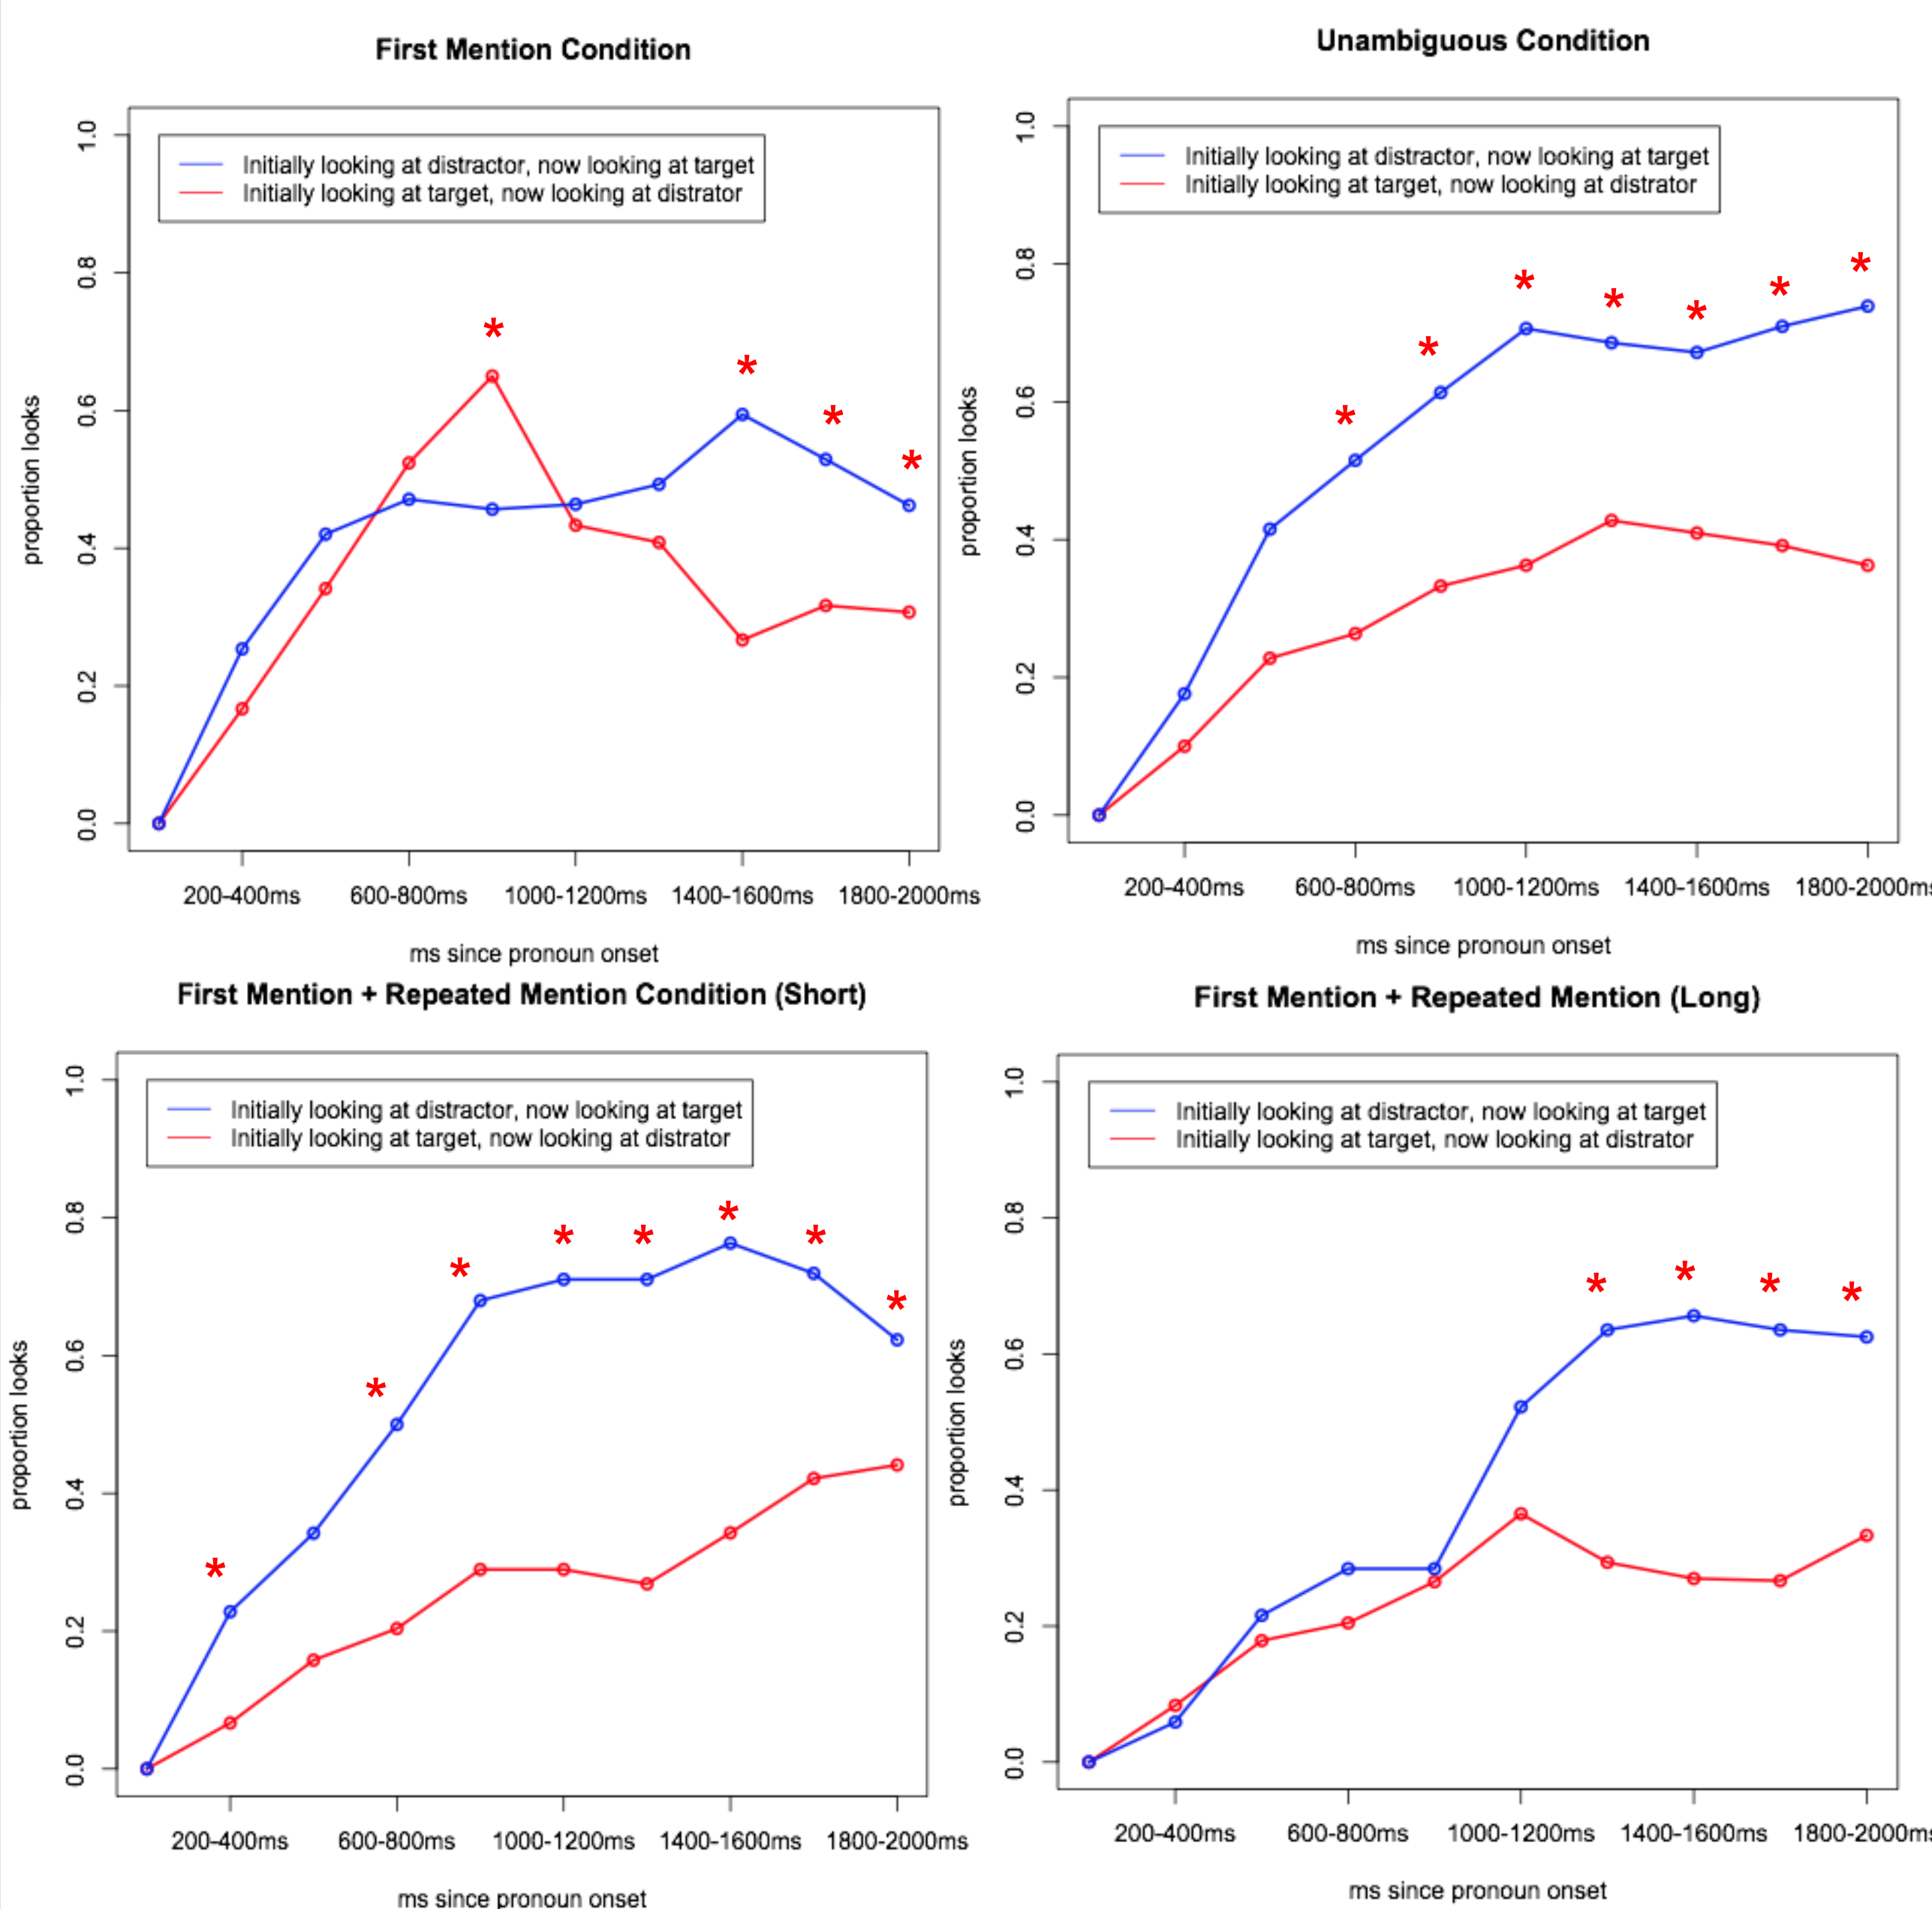 First Mention Condition
1.0
0.8
0.6
0.4
0.2
0.0
proportion looks
Initially looking at distractor, now looking at target
Initially looking at target, now looking at distrator
*
*
*
*
200-400ms 600-800ms 1000-1200ms 1400-1600ms 1800-2000ms
ms since pronoun onset
Unambiguous Condition
1.0
0.8
0.6
0.4
0.2
0.0
proportion looks
Initially looking at distractor, now looking at target
Initially looking at target, now looking at distrator
*
*
*
*
*
*
*
200-400ms 600-800ms 1000-1200ms 1400-1600ms 1800-2000ms
ms since pronoun onset
First Mention + Repeated Mention Condition (Short)
1.0
0.8
0.6
0.4
0.2
0.0
proportion looks
Initially looking at distractor, now looking at target
Initially looking at target, now looking at distrator
*
*
*
*
*
*
*
*
200-400ms 600-800ms 1000-1200ms 1400-1600ms 1800-2000ms
ms since pronoun onset
First Mention + Repeated Mention (Long)
1.0
0.8
0.6
0.4
0.2
0.0
proportion looks
Initially looking at distractor, now looking at target
Initially looking at target, now looking at distrator
*
*
*
*
200-400ms 600-800ms 1000-1200ms 1400-1600ms 1800-2000ms
ms since pronoun onset